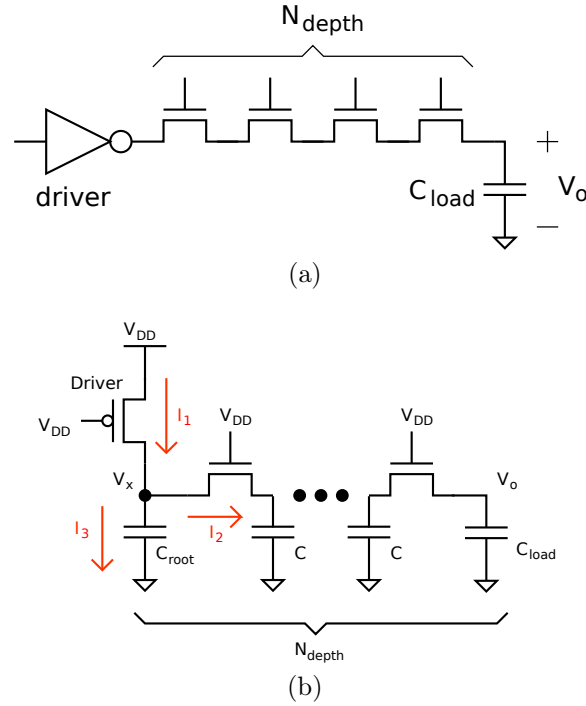 N_depth
driver
C_load
+
V_o
—
(a)
V_DD
Driver
V_DD
I_1
V_DD
V_DD
V_x
V_o
I_3
C_root
I_2
C
C
C_load
N_depth
(b)